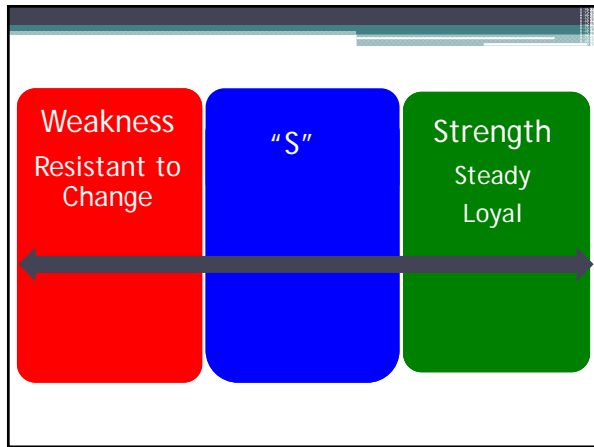 Weakness
Resistant to
Change
“S”
Strength
Steady
Loyal